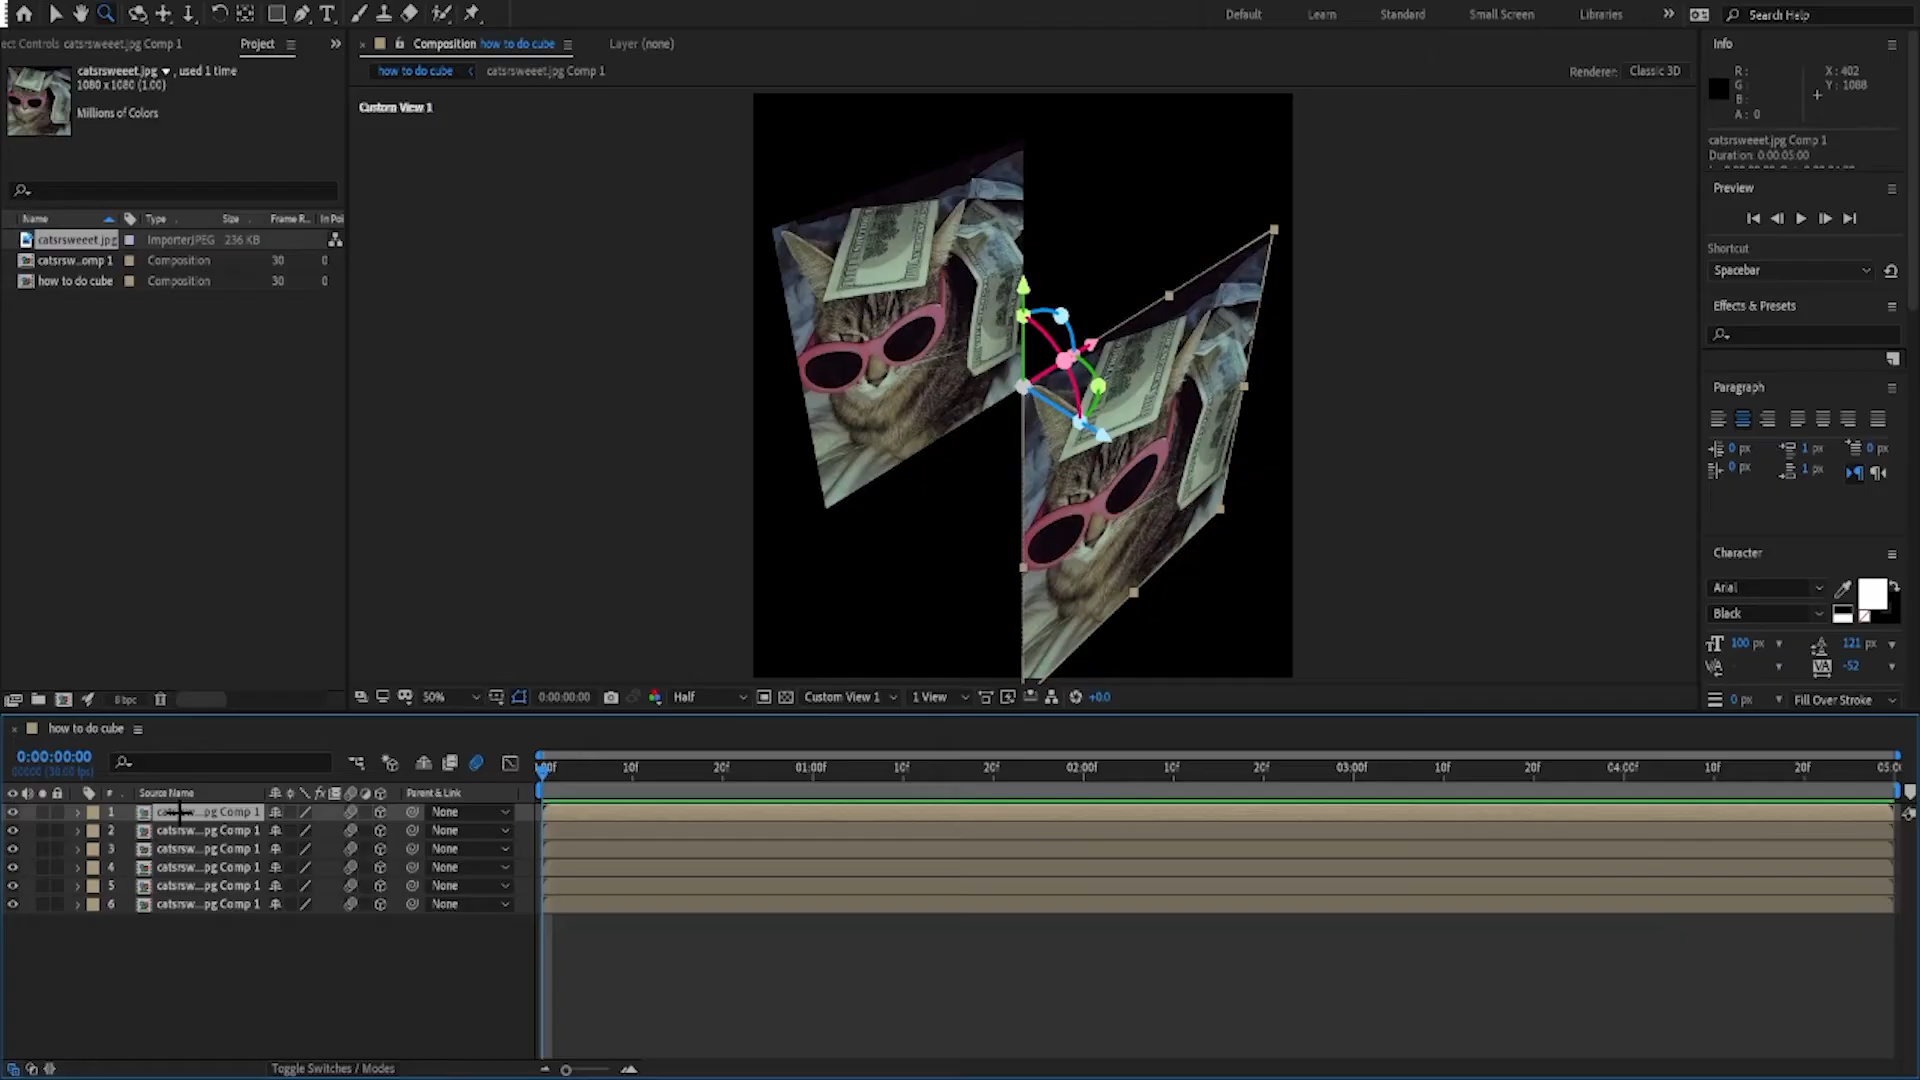 Default
Learn
Standard
Small Screen
Libraries
Search Help
ect Controls catsrsweeet.jpg Comp 1
Project
Composition how to do cube
Layer (none)
Info
catsrsweeet.jpg ▼, used 1 time
1080 x 1080 (1.00)
Millions of Colors
how to do cube
catsrsweeet.jpg Comp 1
Renderer:
Classic 3D
R:
G:
B:
A: 0
X: 402
Y: 1088
Custom View 1
catsrsweeet.jpg Comp 1
Duration: 0:00:05:00
Preview
Shortcut
Spacebar
Effects & Presets
Name
Type
Size
Frame R...
In Poi
catsrsweeet.jpg
ImporterJPEG
236 KB
catsrsw...omp 1
Composition
30
0
how to do cube
Composition
30
0
Paragraph
0 px
1 px
0 px
0 px
1 px
Character
Arial
Black
100 px
121 px
-52
0 px
Fill Over Stroke
8 bpc
50%
0:00:00:00
Half
Custom View 1
1 View
+0.0
how to do cube
0:00:00:00
00000 (30.00 fps)
:00f
10f
20f
01:00f
10f
20f
02:00f
10f
20f
03:00f
10f
20f
04:00f
10f
20f
05:0
#
Source Name
fx
Parent & Link
1 catsrsw...pg Comp 1 None
2 catsrsw...pg Comp 1 None
3 catsrsw...pg Comp 1 None
4 catsrsw...pg Comp 1 None
5 catsrsw...pg Comp 1 None
6 catsrsw...pg Comp 1 None
Toggle Switches / Modes